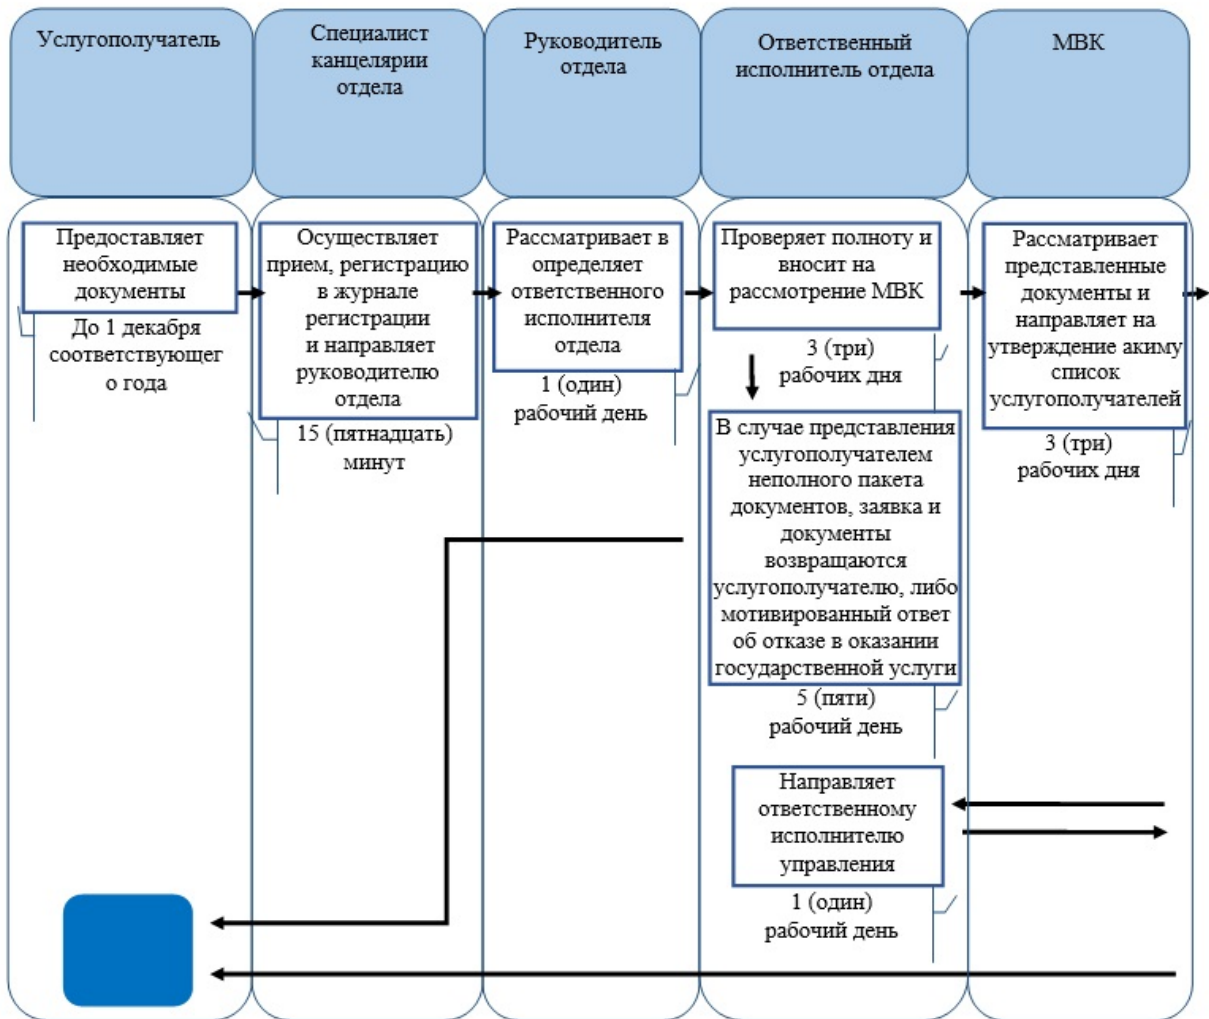 Услугополучатель
Специалист
канцелярии
отдела
Руководитель
отдела
Ответственный
исполнитель отдела
МВК
Предоставляет
необходимые
документы
До 1 декабря
соответствующег
о года
Осуществляет
прием, регистрацию
в журнале
регистрации
и направляет
руководителю
отдела
15 (пятнадцать)
минут
Рассматривает в
определяет
ответственного
исполнителя
отдела
1 (один)
рабочий день
Проверяет полноту и
вносит на
рассмотрение МВК
3 (три)
рабочих дня
В случае представления
услугополучателем
неполного пакета
документов, заявка и
документы
возвращаются
услугополучателю, либо
мотивированный ответ
об отказе в оказании
государственной услуги
5 (пяти)
рабочий день
Направляет
ответственному
исполнителю
управления
1 (один)
рабочий день
Рассматривает
представленные
документы и
направляет на
утверждение акиму
список
услугополучателей
3 (три)
рабочих дня